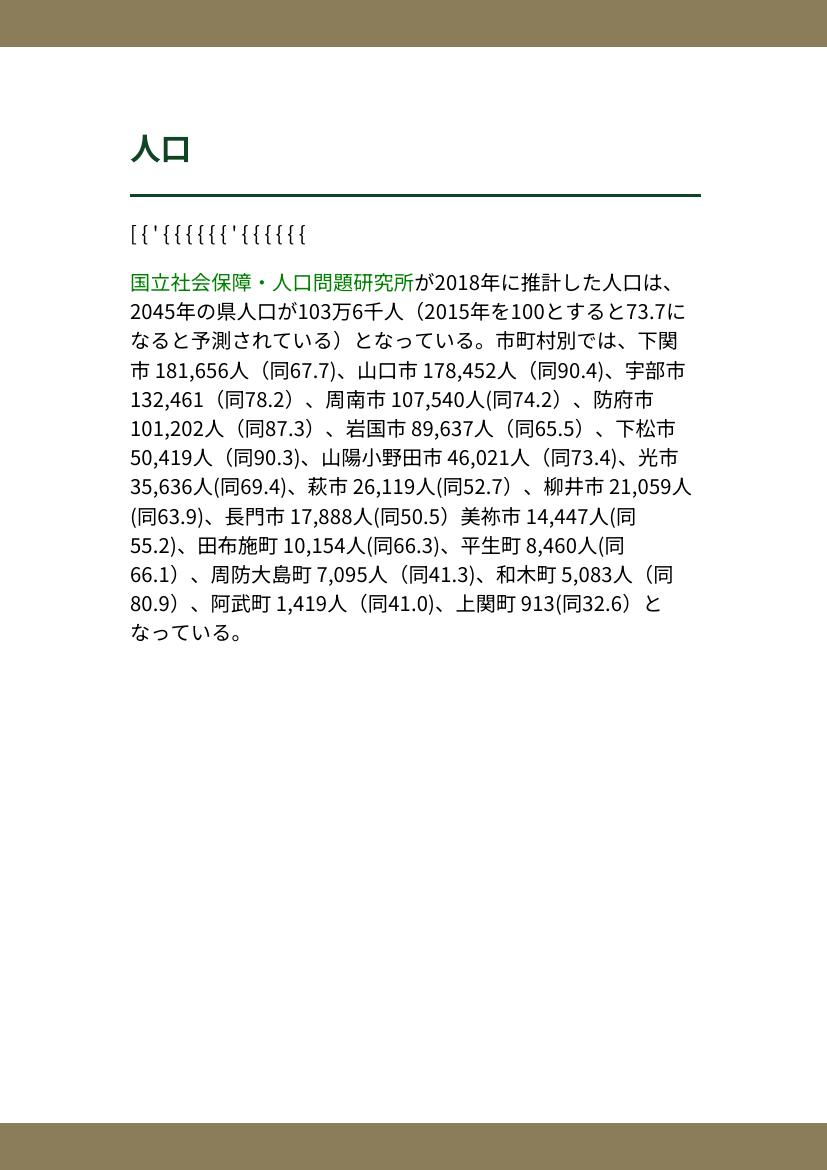 人口
[{'{{{{{{'{{{{{{
国立社会保障・人口問題研究所が2018年に推計した人口は、
2045年の県人口が103万6千人（2015年を100とすると73.7に
なると予測されている）となっている。市町村別では、下関
市 181,656人（同67.7)、山口市 178,452人（同90.4)、宇部市
132,461（同78.2）、周南市 107,540人(同74.2）、防府市
101,202人（同87.3）、岩国市 89,637人（同65.5）、下松市
50,419人（同90.3)、山陽小野田市 46,021人（同73.4)、光市
35,636人(同69.4)、萩市 26,119人(同52.7）、柳井市 21,059人
(同63.9)、長門市 17,888人(同50.5）美祢市 14,447人(同
55.2)、田布施町 10,154人(同66.3)、平生町 8,460人(同
66.1）、周防大島町 7,095人（同41.3)、和木町 5,083人（同
80.9）、阿武町 1,419人（同41.0)、上関町 913(同32.6）と
なっている。